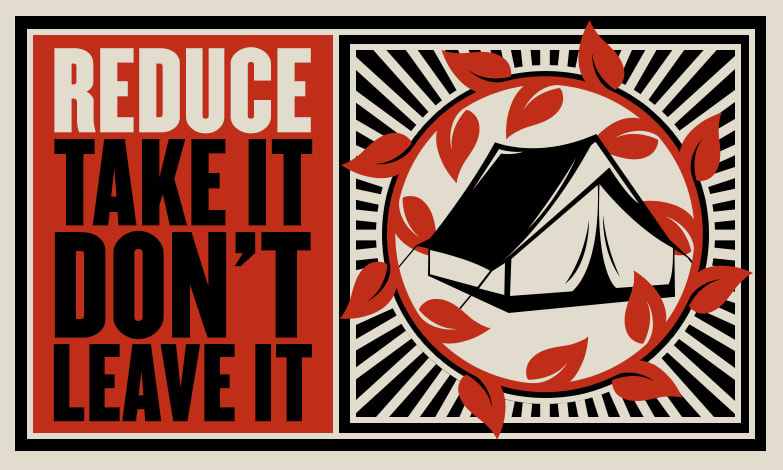 REDUCE
TAKE IT
DON'T
LEAVE IT